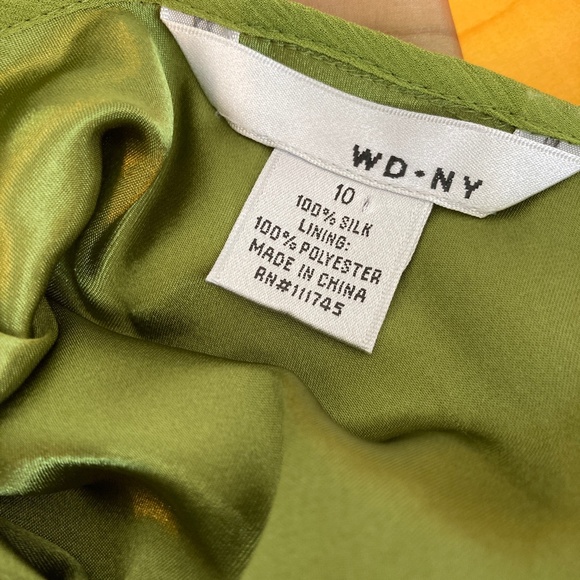 WD•NY
10
100% SILK
LINING:
100% POLYESTER
MADE IN CHINA
RN#111745